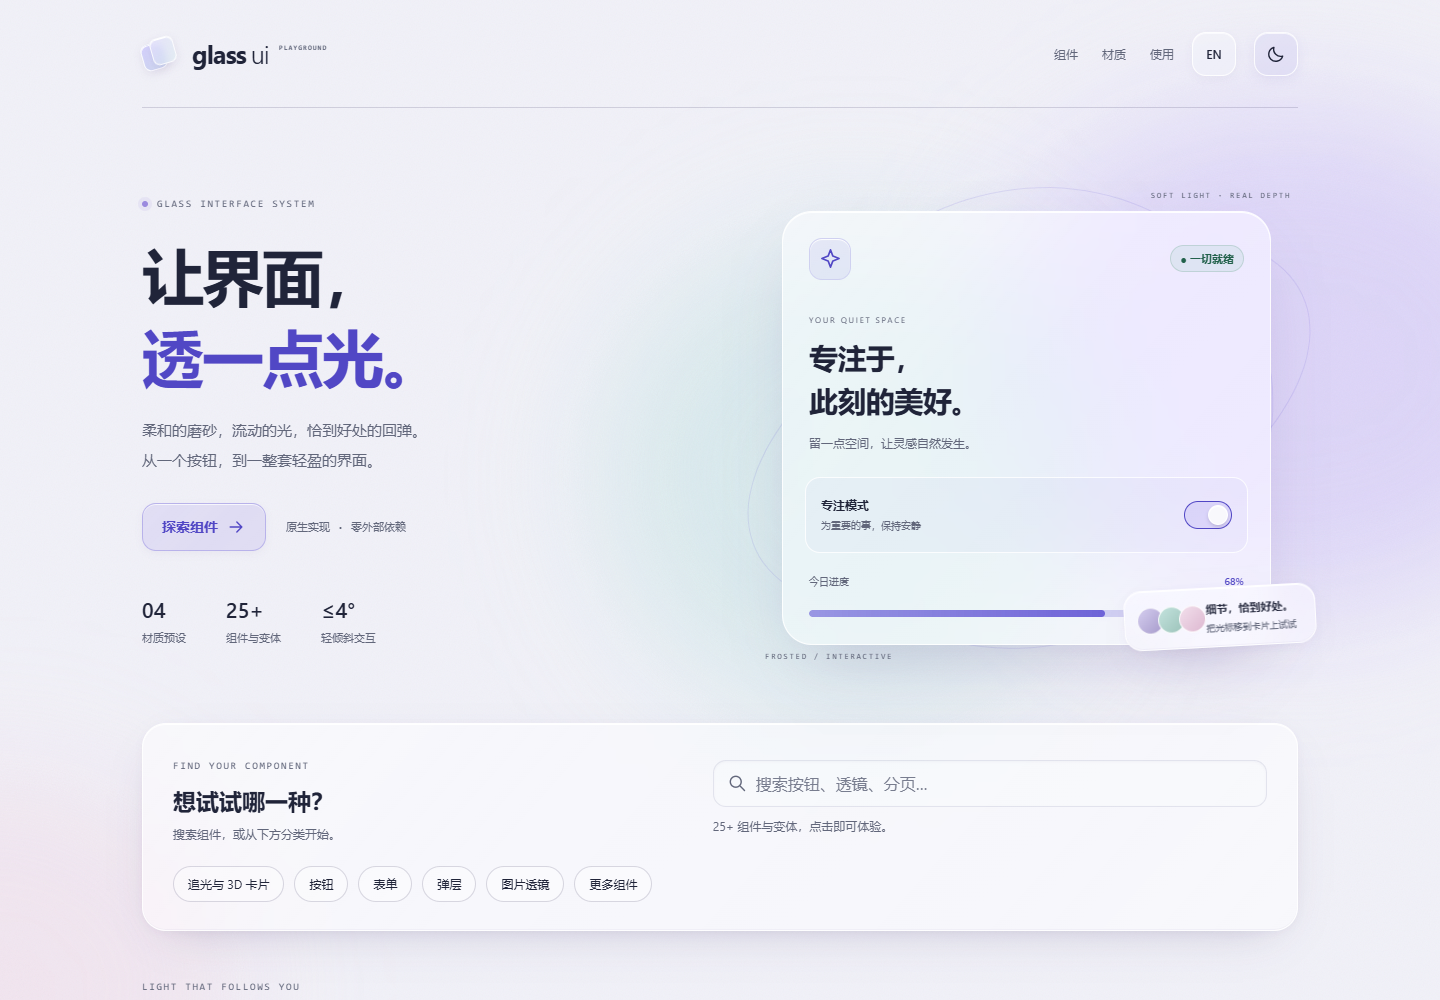 glass ui PLAYGROUND
组件 材质 使用 EN
GLASS INTERFACE SYSTEM
让界面，
透一点光。
柔和的磨砂，流动的光，恰到好处的回弹。
从一个按钮，到一整套轻盈的界面。
探索组件 →
原生实现 · 零外部依赖
04
材质预设
25+
组件与变体
≤4°
轻倾斜交互
SOFT LIGHT · REAL DEPTH
● 一切就绪
YOUR QUIET SPACE
专注于，
此刻的美好。
留一点空间，让灵感自然发生。
专注模式
为重要的事，保持安静
今日进度
68%
细节，恰到好处。
把光标移到卡片上试试
FROSTED / INTERACTIVE
FIND YOUR COMPONENT
想试试哪一种？
搜索组件，或从下方分类开始。
追光与 3D 卡片
按钮
表单
弹层
图片透镜
更多组件
搜索按钮、透镜、分页...
25+ 组件与变体，点击即可体验。
LIGHT THAT FOLLOWS YOU